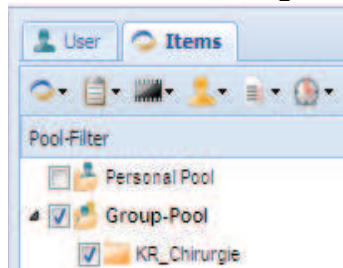 User Items
Pool-Filter
Personal Pool
Group-Pool
KR_Chirurgie